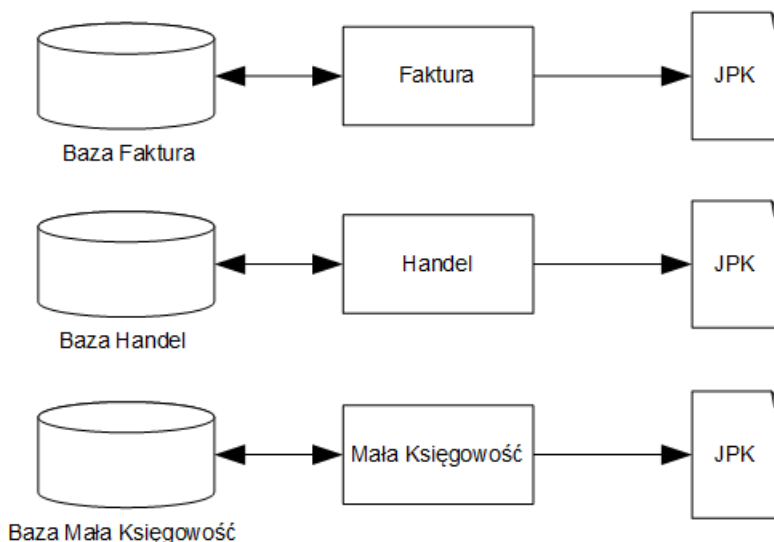 Faktura
JPK
Baza Faktura
Handel
JPK
Baza Handel
Mała Księgowość
JPK
Baza Mała Księgowość